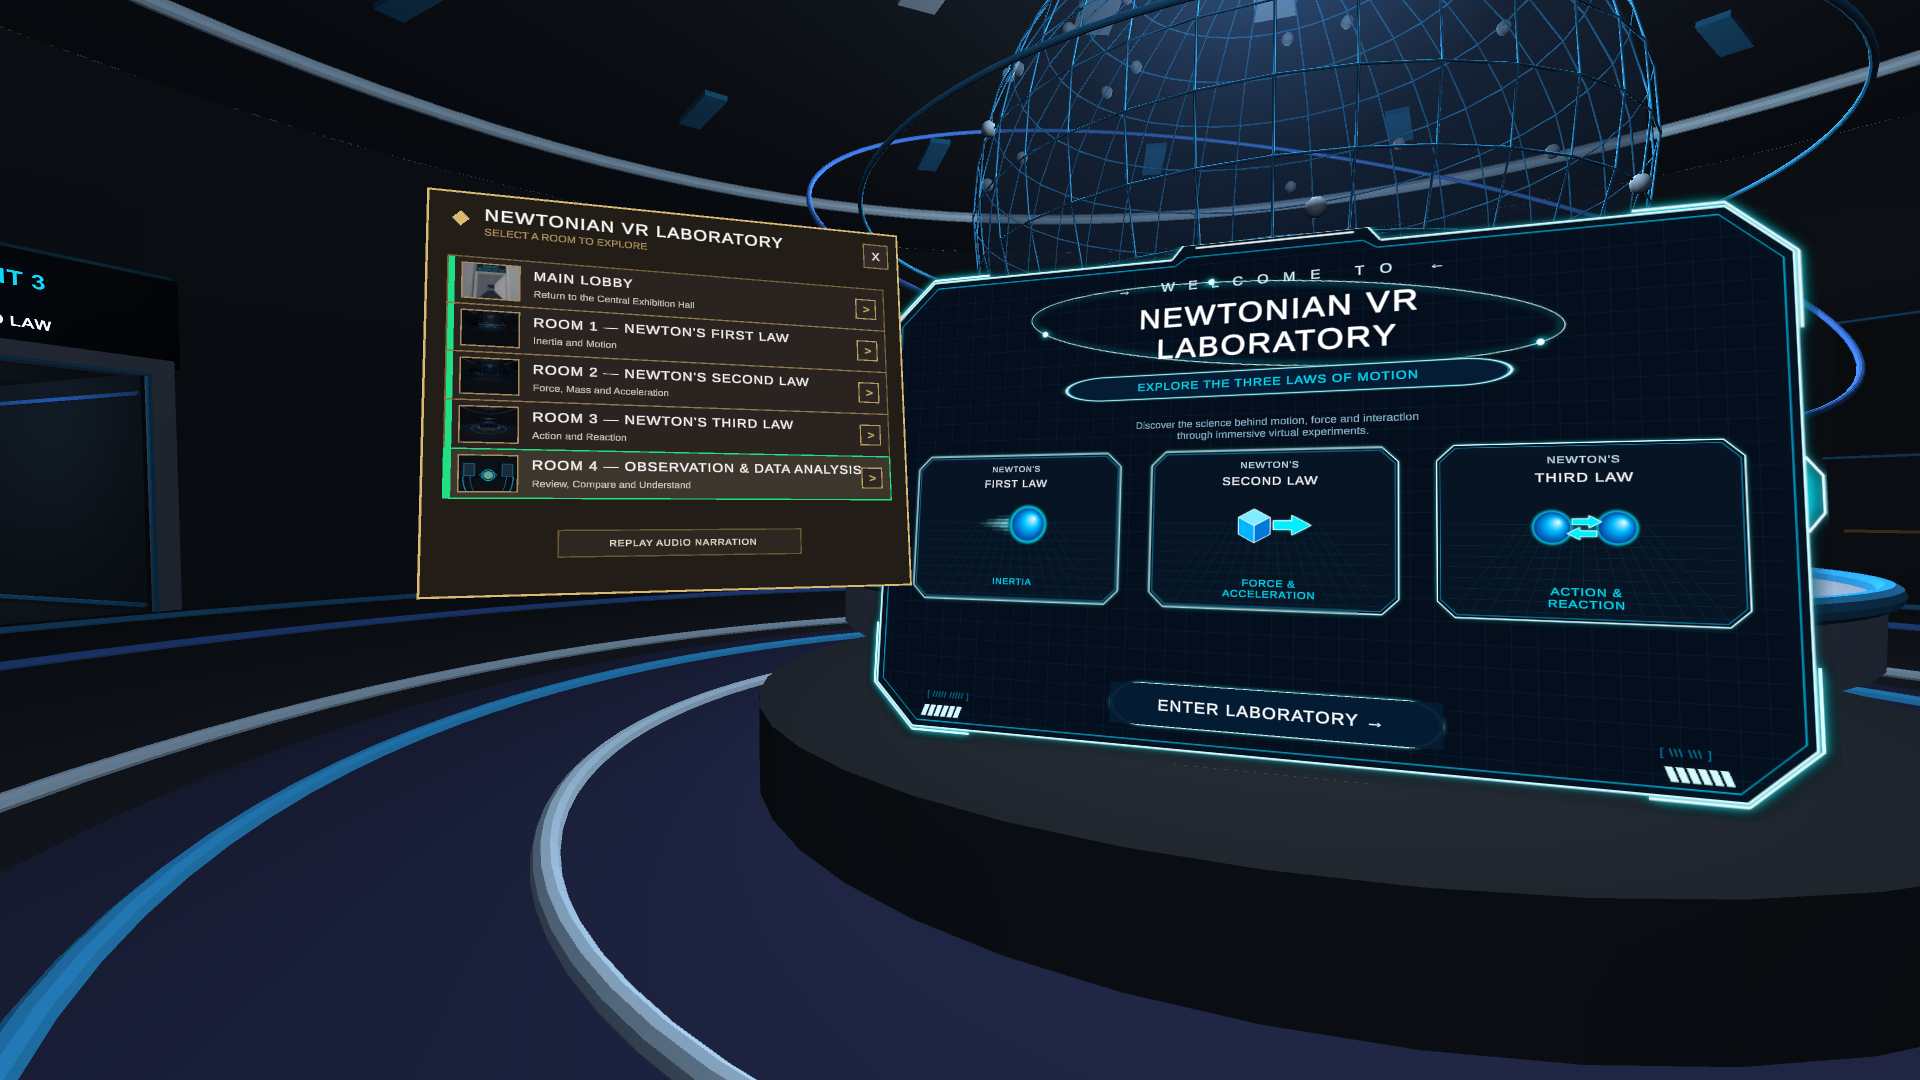 NEWTONIAN VR LABORATORY
SELECT A ROOM TO EXPLORE
X
MAIN LOBBY
Return to the Central Exhibition Hall
>
ROOM 1 — NEWTON'S FIRST LAW
Inertia and Motion
>
ROOM 2 — NEWTON'S SECOND LAW
Force, Mass and Acceleration
>
ROOM 3 — NEWTON'S THIRD LAW
Action and Reaction
>
ROOM 4 — OBSERVATION & DATA ANALYSIS
Review, Compare and Understand
>
REPLAY AUDIO NARRATION
→ WELCOME TO ←
NEWTONIAN VR
LABORATORY
EXPLORE THE THREE LAWS OF MOTION
Discover the science behind motion, force and interaction
through immersive virtual experiments.
NEWTON'S
FIRST LAW
INERTIA
NEWTON'S
SECOND LAW
FORCE &
ACCELERATION
NEWTON'S
THIRD LAW
ACTION &
REACTION
ENTER LABORATORY →
[ ///// ///// ]
[ \\\ \\\ ]
3
LAW